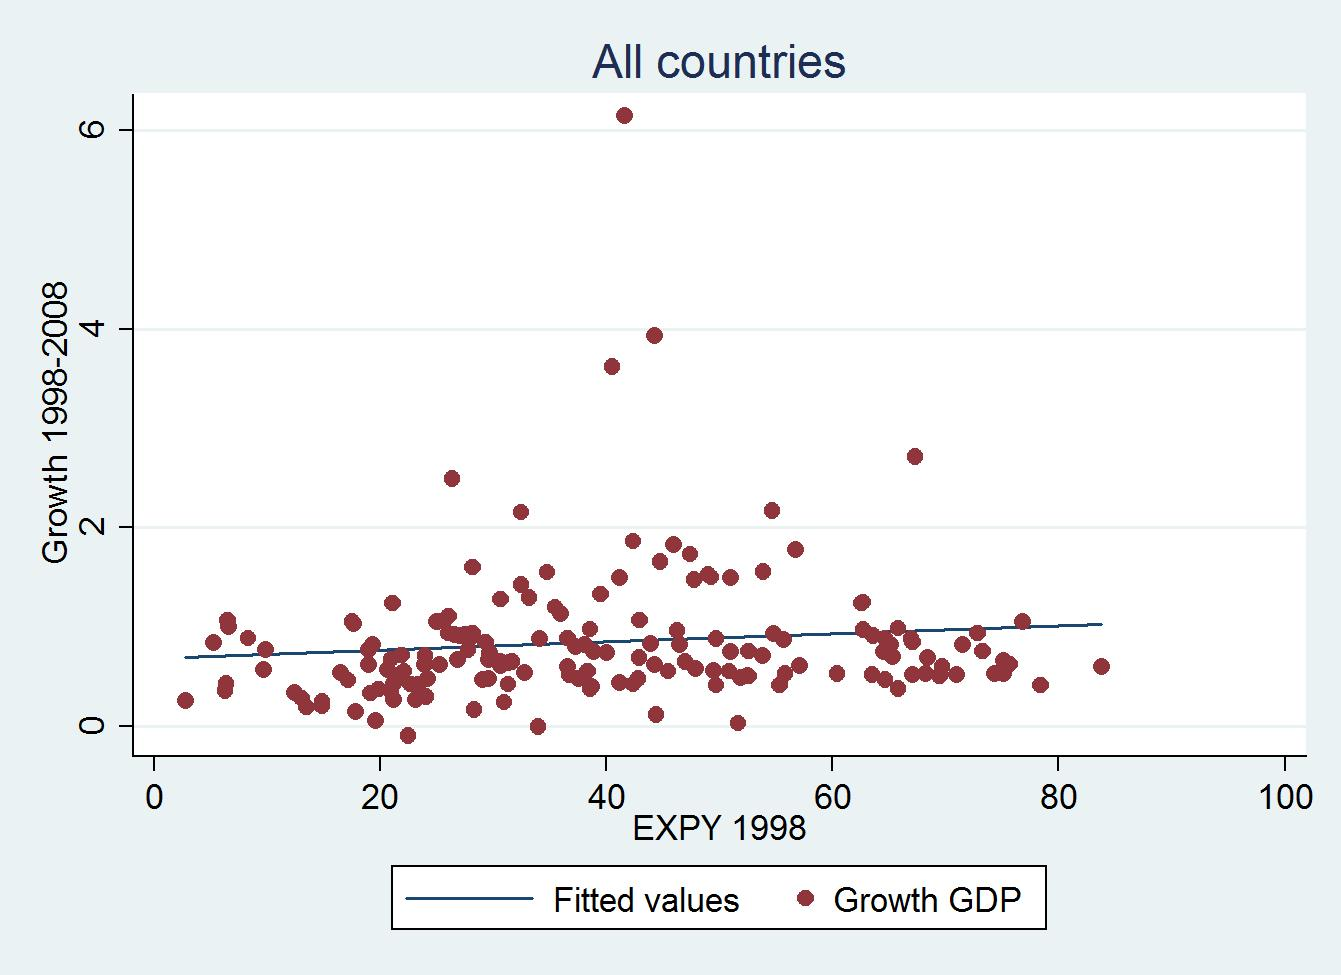 All countries
Growth 1998-2008
6
4
2
0
0 20 40 60 80 100
EXPY 1998
Fitted values Growth GDP